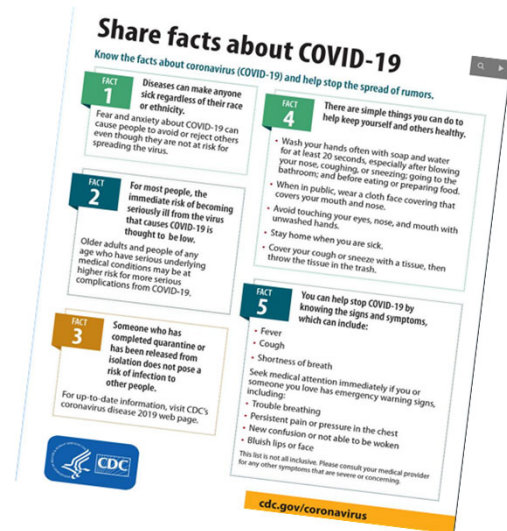 Share facts about COVID-19
Know the facts about coronavirus (COVID-19) and help stop the spread of rumors.
FACT
1
Diseases can make anyone
sick regardless of their race
or ethnicity.
Fear and anxiety about COVID-19 can
cause people to avoid or reject others
even though they are not at risk for
spreading the virus.
FACT
2
For most people, the
immediate risk of becoming
seriously ill from the virus
that causes COVID-19 is
thought to be low.
Older adults and people of any
age who have serious underlying
medical conditions may be at
higher risk for more serious
complications from COVID-19.
FACT
3
Someone who has
completed quarantine or
has been released from
isolation does not pose a
risk of infection to
other people.
For up-to-date information, visit CDC's
coronavirus disease 2019 web page.
FACT
4
There are simple things you can do to
help keep yourself and others healthy.
• Wash your hands often with soap and water
for at least 20 seconds, especially after blowing
your nose, coughing, or sneezing; going to the
bathroom; and before eating or preparing food.
• When in public, wear a cloth face covering that
covers your mouth and nose.
• Avoid touching your eyes, nose, and mouth with
unwashed hands.
• Stay home when you are sick.
• Cover your cough or sneeze with a tissue, then
throw the tissue in the trash.
FACT
5
You can help stop COVID-19 by
knowing the signs and symptoms,
which can include:
• Fever
• Cough
• Shortness of breath
Seek medical attention immediately if you or
someone you love has emergency warning signs,
including:
• Trouble breathing
• Persistent pain or pressure in the chest
• New confusion or not able to be woken
• Bluish lips or face
This list is not all inclusive. Please consult your medical provider
for any other symptoms that are severe or concerning.
CDC
cdc.gov/coronavirus